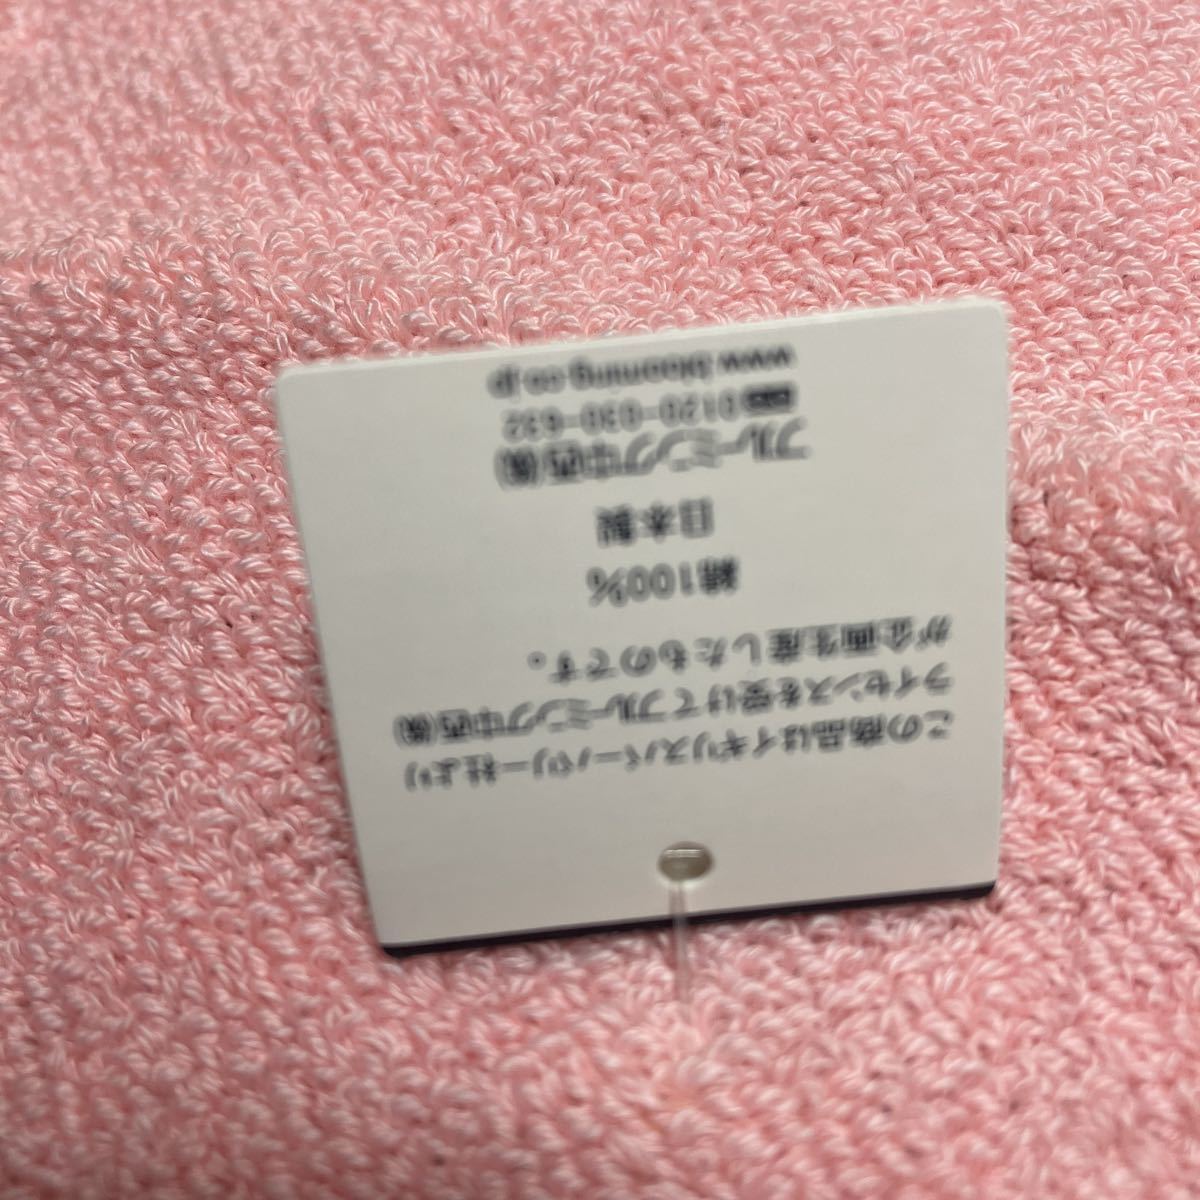 この商品はイギリスバーバリー社より
ライセンスを受けてブルーミング中西㈱
が企画生産したものです。
綿100%
日本製
ブルーミング中西㈱
0120-030-632
www.blooming.co.jp